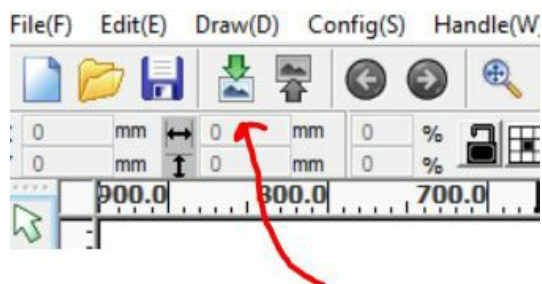 File(F) Edit(E) Draw(D) Config(S) Handle(W
0 mm 0 mm 0 %
0 mm 0 mm 0 %
900.0 800.0 700.0